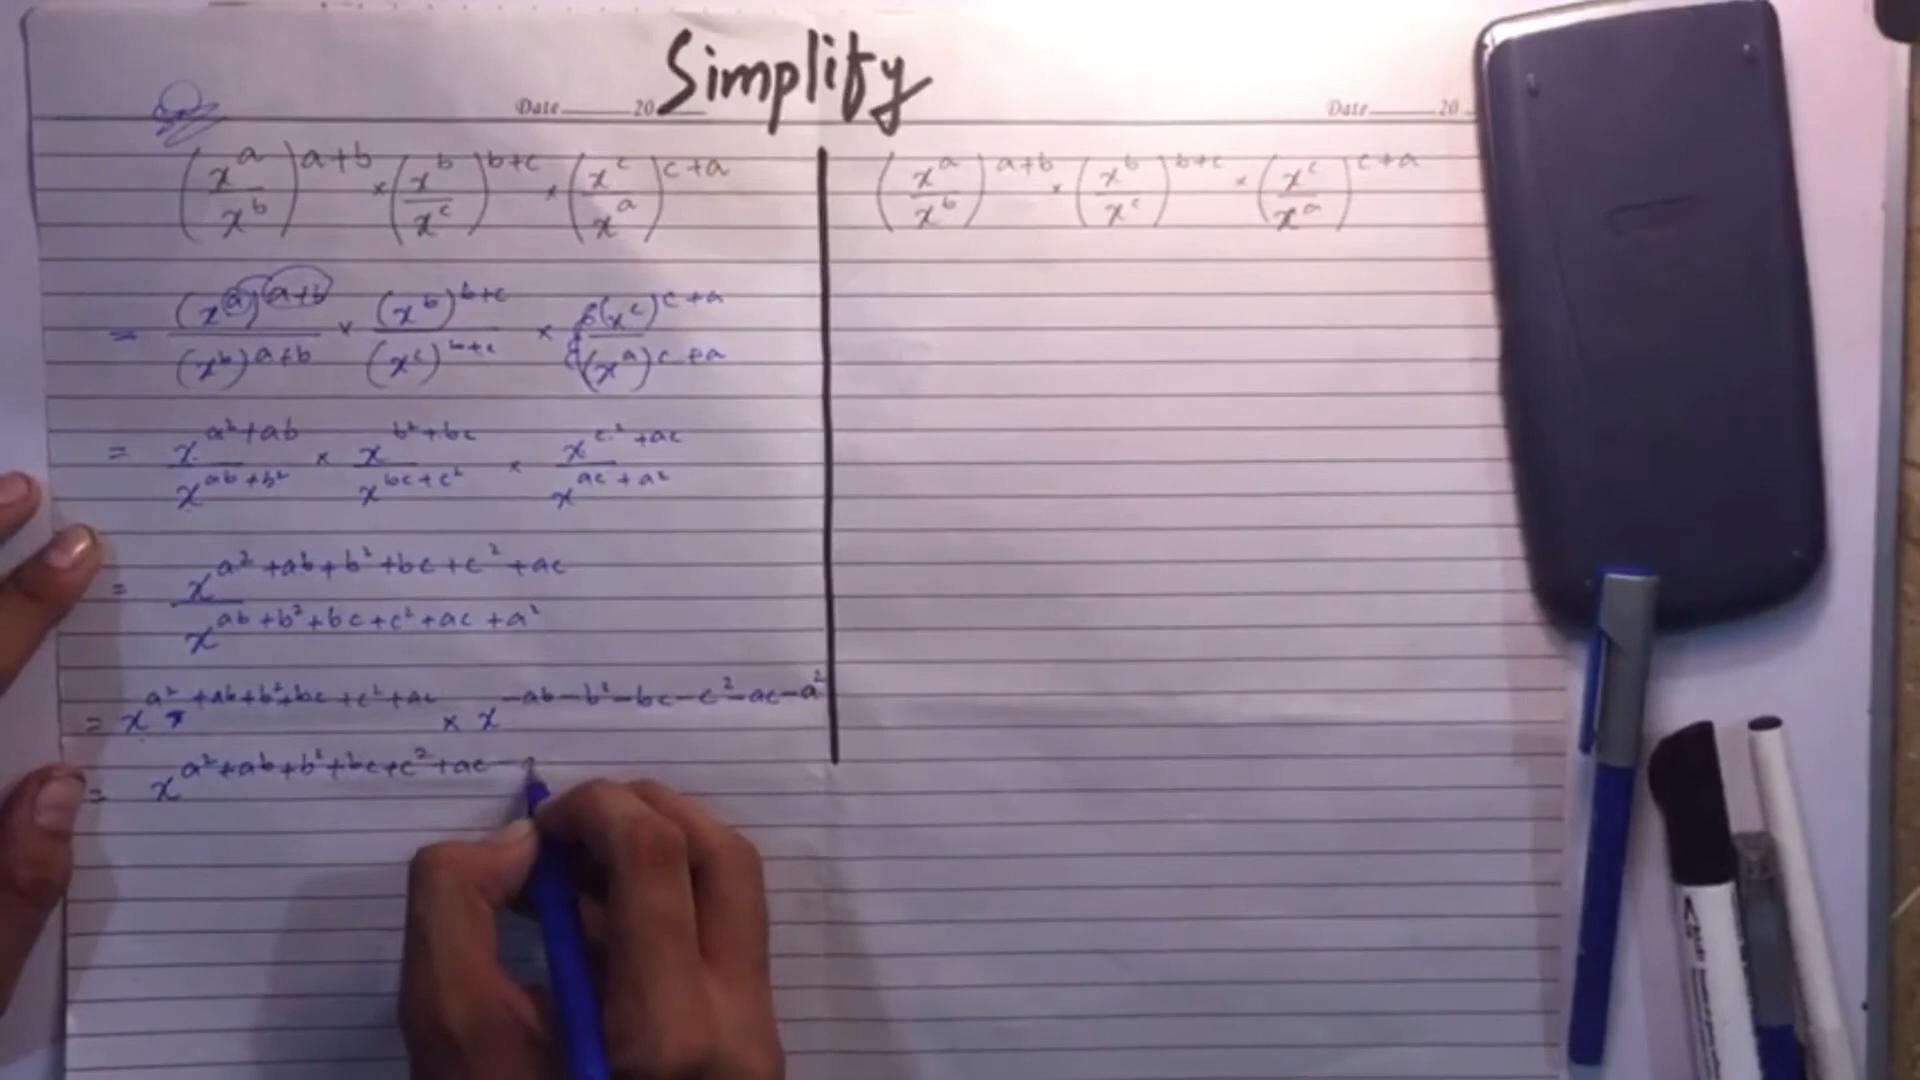 Simplify
Date 20
Date 20
(x^a/x^b)^(a+b) × (x^b/x^c)^(b+c) × (x^c/x^a)^(c+a)
= (x^a)^(a+b)/(x^b)^(a+b) × (x^b)^(b+c)/(x^c)^(b+c) × (x^c)^(c+a)/(x^a)^(c+a)
= x^(a²+ab)/x^(ab+b²) × x^(b²+bc)/x^(bc+c²) × x^(c²+ac)/x^(ac+a²)
= x^(a²+ab+b²+bc+c²+ac)/x^(ab+b²+bc+c²+ac+a²)
= x^(a²+ab+b²+bc+c²+ac) × x^(-ab-b²-bc-c²-ac-a²)
= x^(a²+ab+b²+bc+c²+ac-
(x^a/x^b)^(a+b) × (x^b/x^c)^(b+c) × (x^c/x^a)^(c+a)